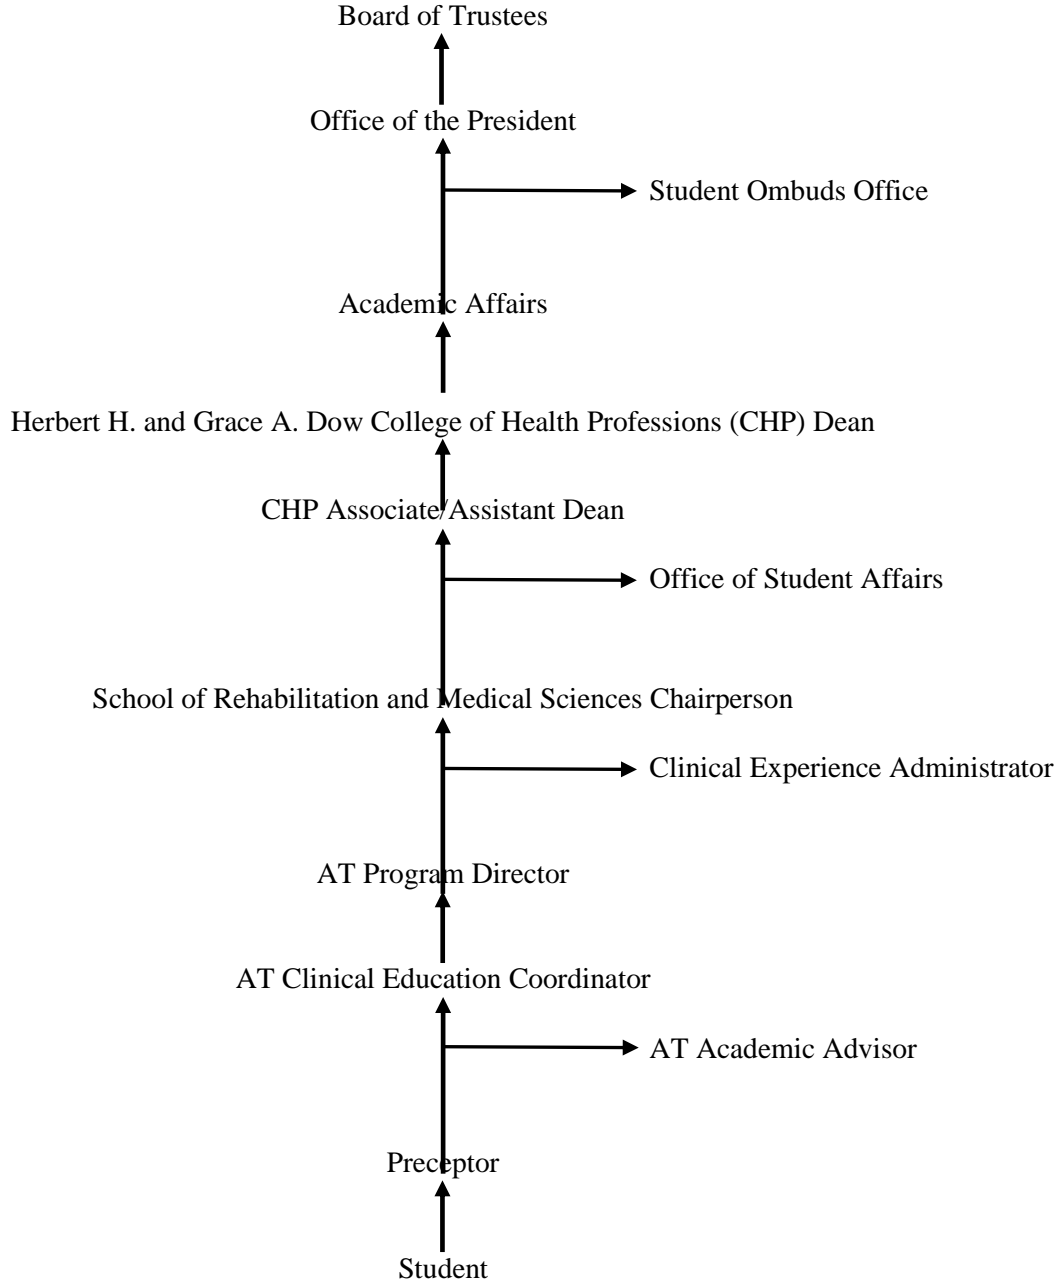 Board of Trustees
Office of the President
Student Ombuds Office
Academic Affairs
Herbert H. and Grace A. Dow College of Health Professions (CHP) Dean
CHP Associate/Assistant Dean
Office of Student Affairs
School of Rehabilitation and Medical Sciences Chairperson
Clinical Experience Administrator
AT Program Director
AT Clinical Education Coordinator
AT Academic Advisor
Preceptor
Student